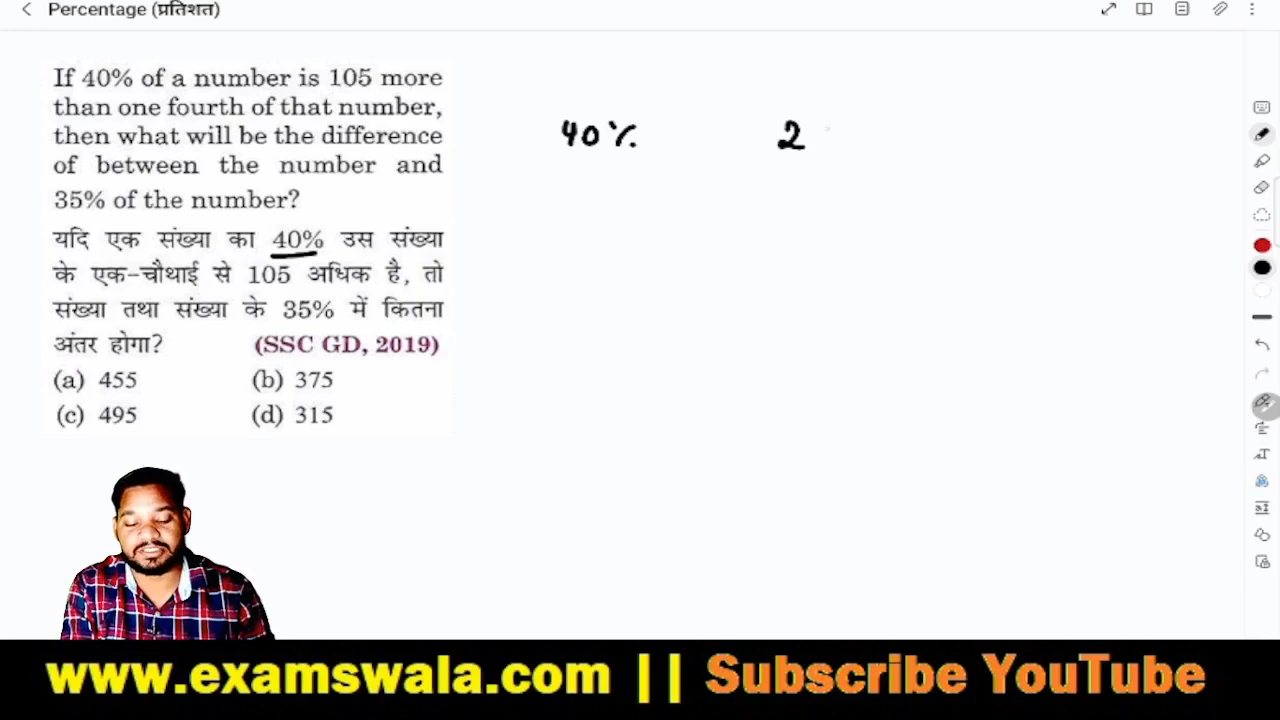 Percentage (प्रतिशत)
If 40% of a number is 105 more
than one fourth of that number,
then what will be the difference
of between the number and
35% of the number?
यदि एक संख्या का 40% उस संख्या
के एक-चौथाई से 105 अधिक है, तो
संख्या तथा संख्या के 35% में कितना
अंतर होगा? (SSC GD, 2019)
(a) 455 (b) 375
(c) 495 (d) 315
40% 2
www.examswala.com || Subscribe YouTube